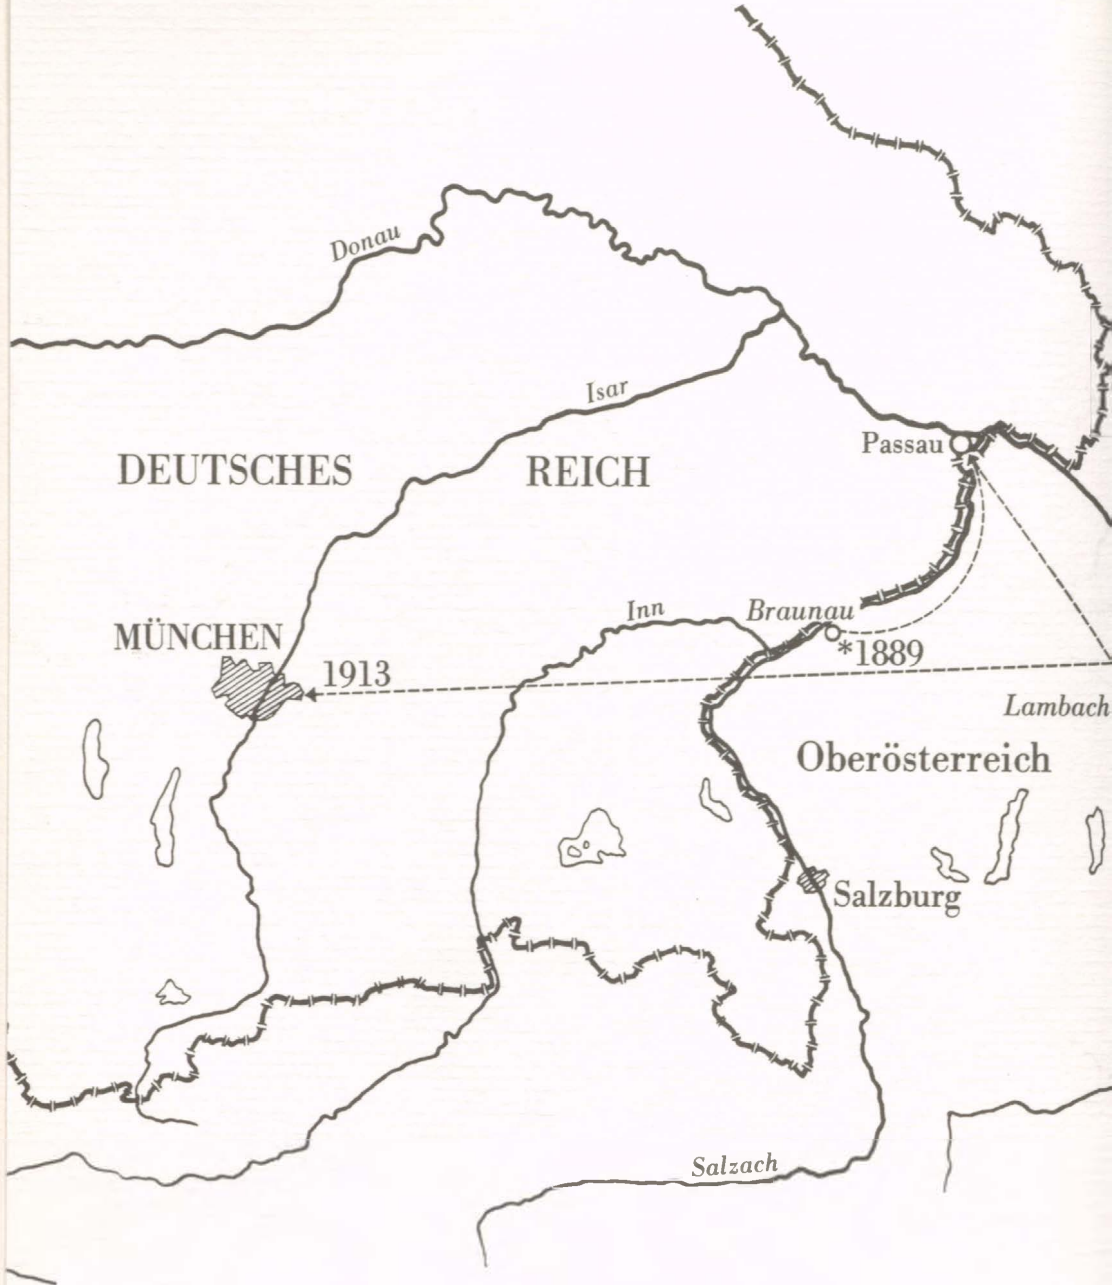 Donau
Isar
Passau
DEUTSCHES REICH
Inn
Braunau
MÜNCHEN
*1889
1913
Lambach
Oberösterreich
Salzburg
Salzach